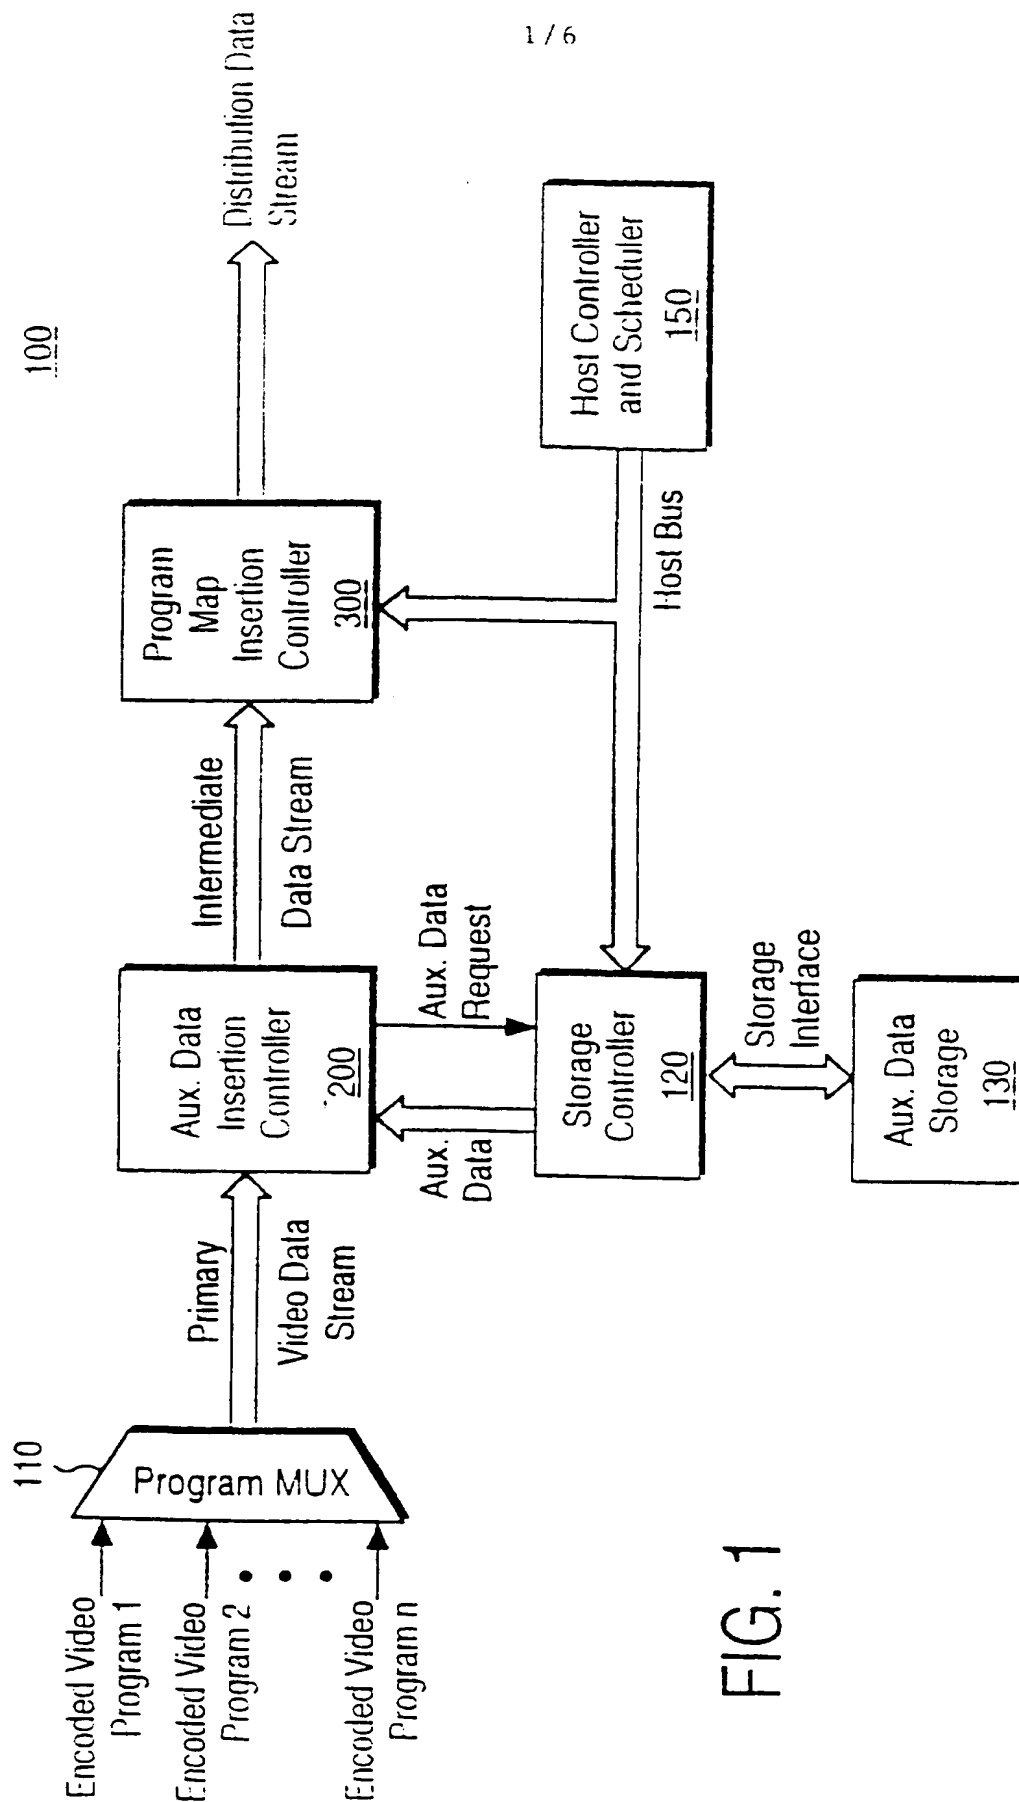 1 / 6
100
Encoded Video
Program 1
Encoded Video
Program 2
Encoded Video
Program n
110
Program MUX
Primary
Video Data
Stream
Aux. Data
Insertion
Controller
200
Intermediate
Data Stream
Program
Map
Insertion
Controller
300
Distribution Data
Stream
Aux.
Data
Aux. Data
Request
Storage
Controller
120
Host Bus
Host Controller
and Scheduler
150
Storage
Interface
Aux. Data
Storage
130
FIG. 1